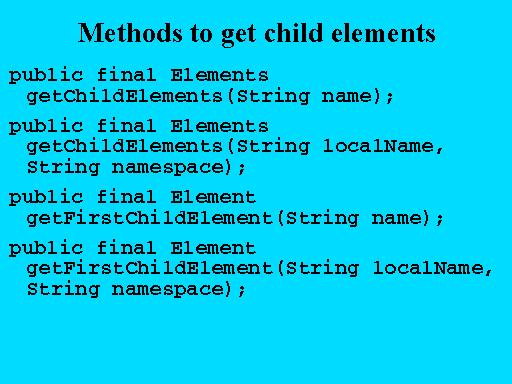 Methods to get child elements
public final Elements
getChildElements(String name);
public final Elements
getChildElements(String localName,
String namespace);
public final Element
getFirstChildElement(String name);
public final Element
getFirstChildElement(String localName,
String namespace);